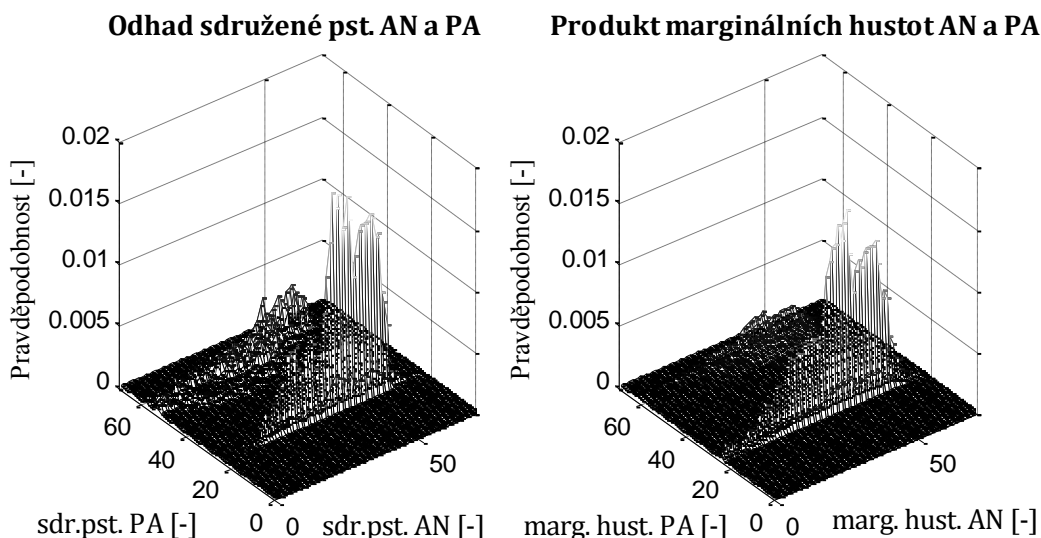 Odhad sdružené pst. AN a PA
Pravděpodobnost [-]
0.02
0.015
0.01
0.005
0
60
40
20
0
0
50
sdr.pst. PA [-]
sdr.pst. AN [-]
Produkt marginálních hustot AN a PA
Pravděpodobnost [-]
0.02
0.015
0.01
0.005
0
60
40
20
0
0
50
marg. hust. PA [-]
marg. hust. AN [-]